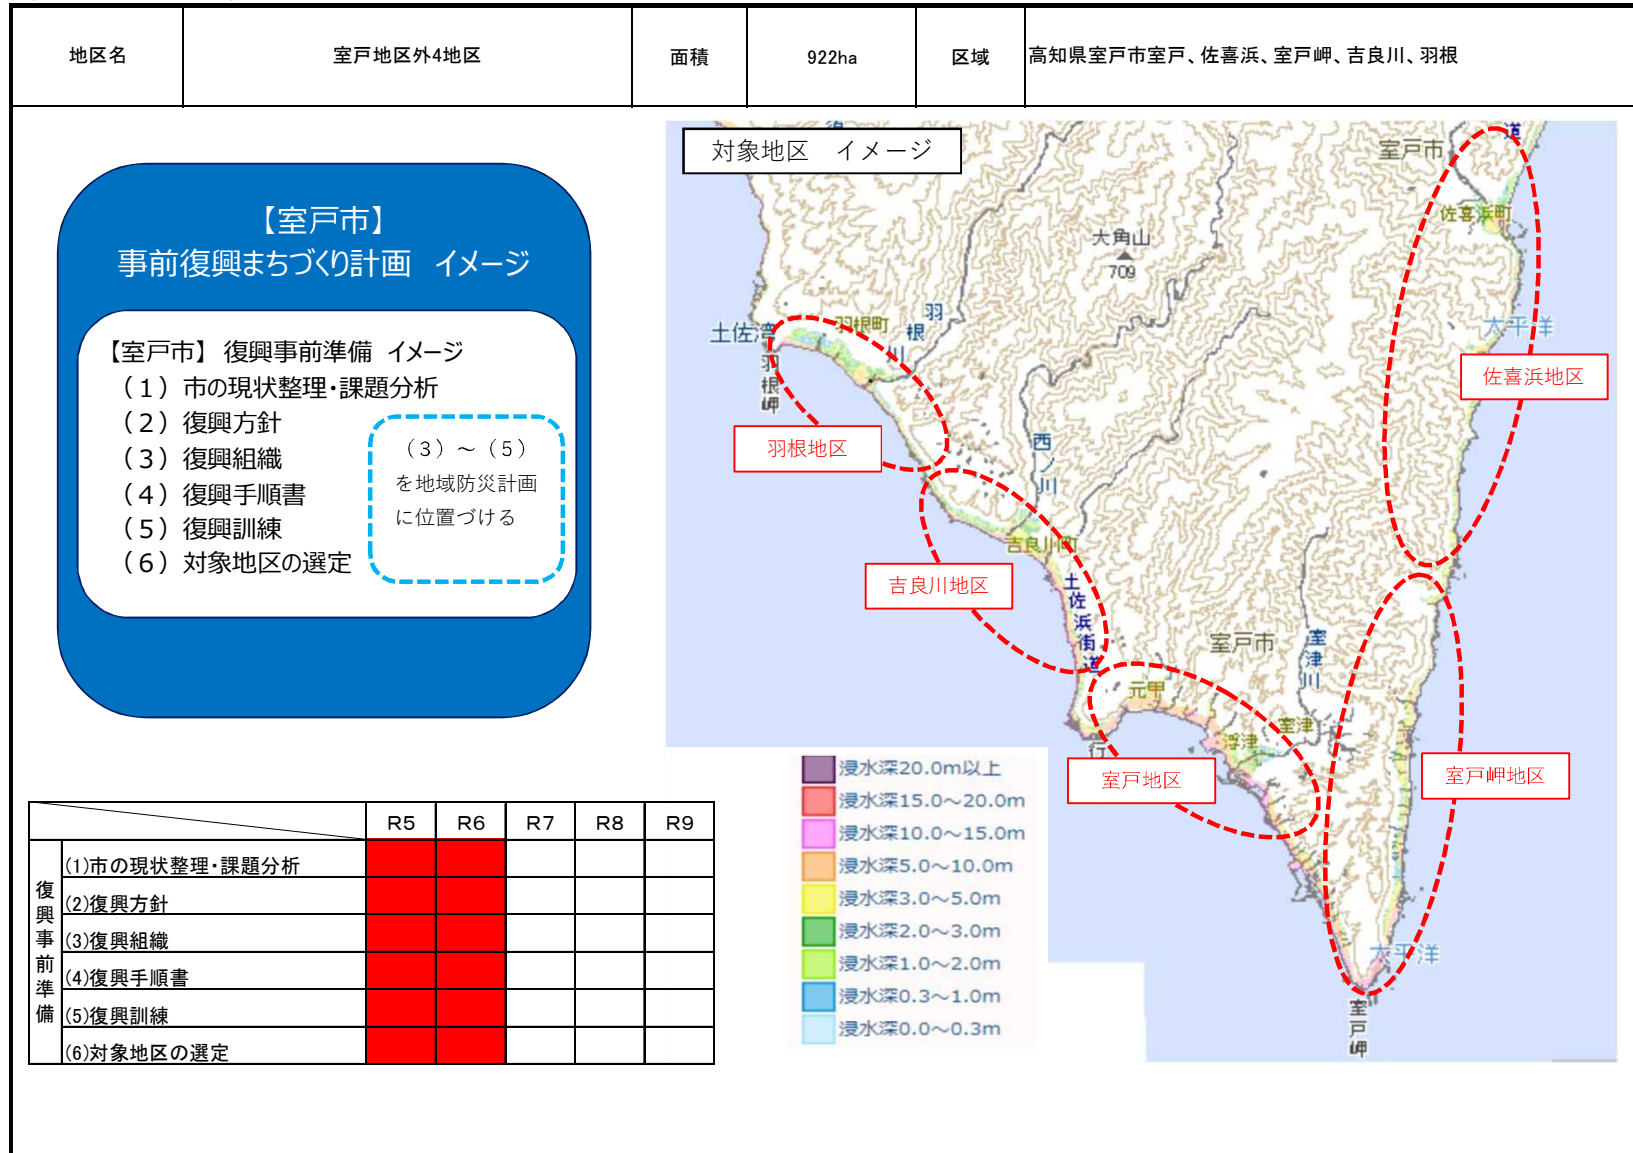 地区名
室戸地区外4地区
面積
922ha
区域
高知県室戸市室戸、佐喜浜、室戸岬、吉良川、羽根
【室戸市】
事前復興まちづくり計画　イメージ
【室戸市】 復興事前準備 イメージ
（１）市の現状整理・課題分析
（２）復興方針
（３）復興組織
（４）復興手順書
（５）復興訓練
（６）対象地区の選定
（３）～（５）
を地域防災計画
に位置づける
対象地区　イメージ
道
室戸市
佐喜浜町
大角山
709
太平洋
土佐湾
羽根町
羽根川
羽根岬
佐喜浜地区
羽根地区
西ノ川
吉良川町
吉良川地区
土佐浜街道
室戸市
室津川
元甲
室津
浮津
行
室戸地区
室戸岬地区
太平洋
室戸岬
浸水深20.0m以上
浸水深15.0～20.0m
浸水深10.0～15.0m
浸水深5.0～10.0m
浸水深3.0～5.0m
浸水深2.0～3.0m
浸水深1.0～2.0m
浸水深0.3～1.0m
浸水深0.0～0.3m
R5 R6 R7 R8 R9
復興事前準備
(1)市の現状整理・課題分析
(2)復興方針
(3)復興組織
(4)復興手順書
(5)復興訓練
(6)対象地区の選定